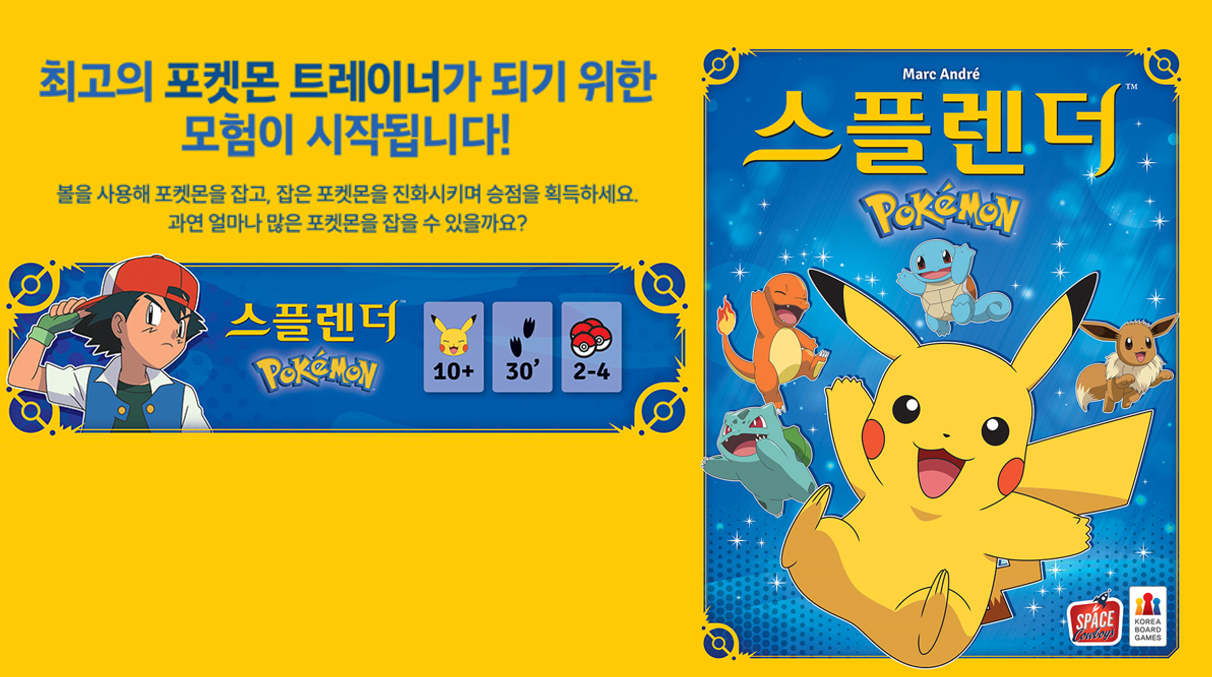 최고의 포켓몬 트레이너가 되기 위한
모험이 시작됩니다!
볼을 사용해 포켓몬을 잡고, 잡은 포켓몬을 진화시키며 승점을 획득하세요.
과연 얼마나 많은 포켓몬을 잡을 수 있을까요?
스플렌더™
POKéMON
10+
30’
2-4
Marc André
스플렌더™
POKéMON
SPACE
Cowboys
KOREA
BOARD
GAMES